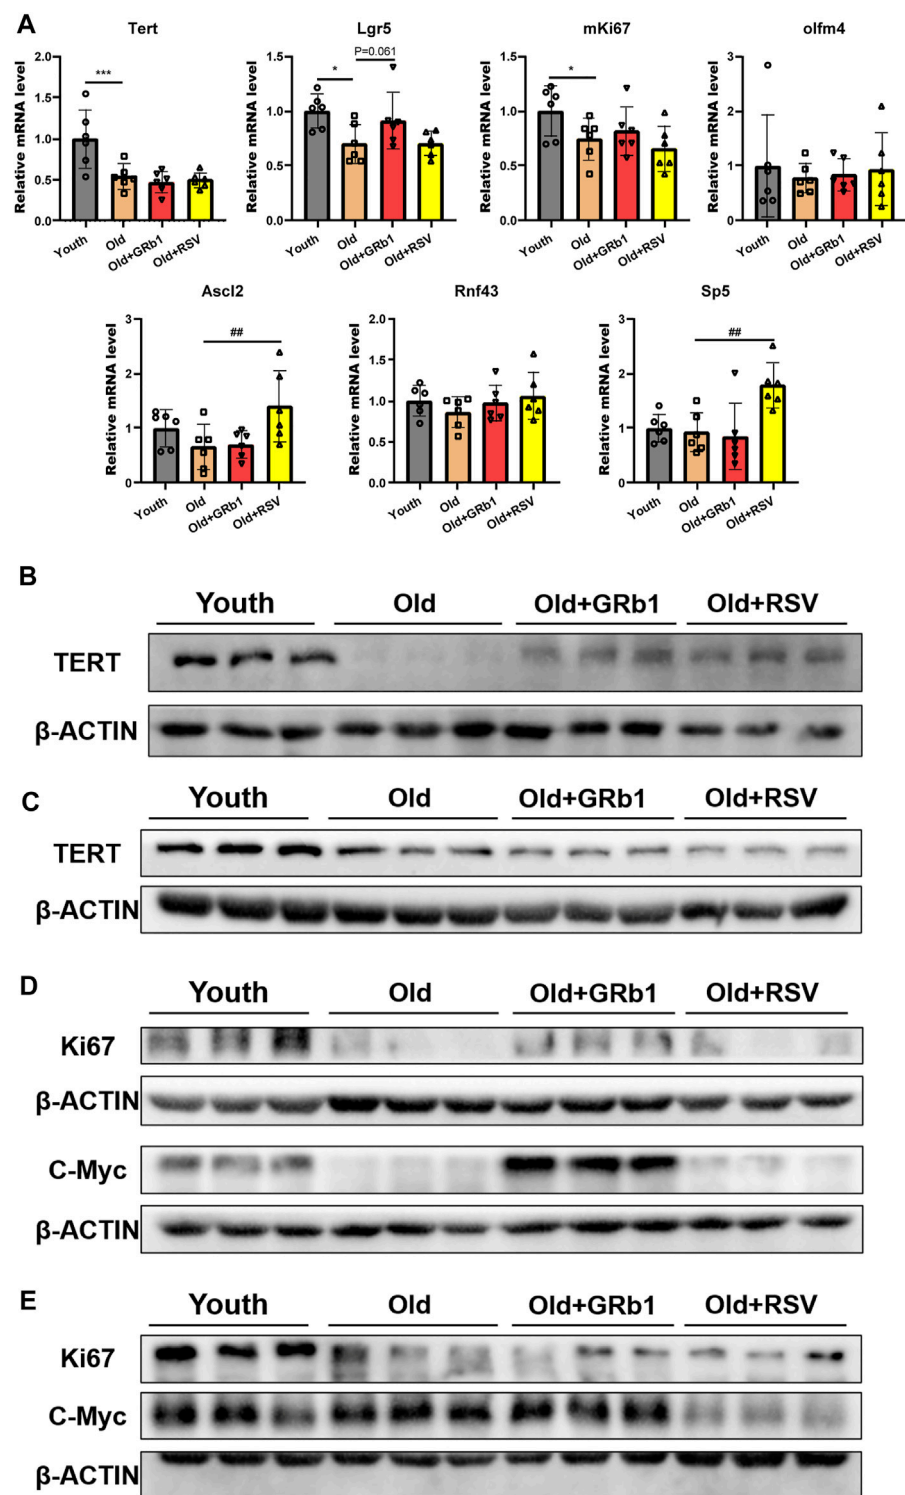 A
Tert
Lgr5
mKi67
olfm4
Relative mRNA level
2.0
1.5
1.0
0.5
0.0
***
Youth
Old
Old+GRb1
Old+RSV
Relative mRNA level
1.5
1.0
0.5
0.0
*
P=0.061
Youth
Old
Old+GRb1
Old+RSV
Relative mRNA level
1.5
1.0
0.5
0.0
*
Youth
Old
Old+GRb1
Old+RSV
Relative mRNA level
3
2
1
0
Youth
Old
Old+GRb1
Old+RSV
Ascl2
Rnf43
Sp5
Relative mRNA level
3
2
1
0
##
Youth
Old
Old+GRb1
Old+RSV
Relative mRNA level
2.0
1.5
1.0
0.5
0.0
Youth
Old
Old+GRb1
Old+RSV
Relative mRNA level
3
2
1
0
##
Youth
Old
Old+GRb1
Old+RSV
B
Youth Old Old+GRb1 Old+RSV
TERT
β-ACTIN
C
Youth Old Old+GRb1 Old+RSV
TERT
β-ACTIN
D
Youth Old Old+GRb1 Old+RSV
Ki67
β-ACTIN
C-Myc
β-ACTIN
E
Youth Old Old+GRb1 Old+RSV
Ki67
C-Myc
β-ACTIN